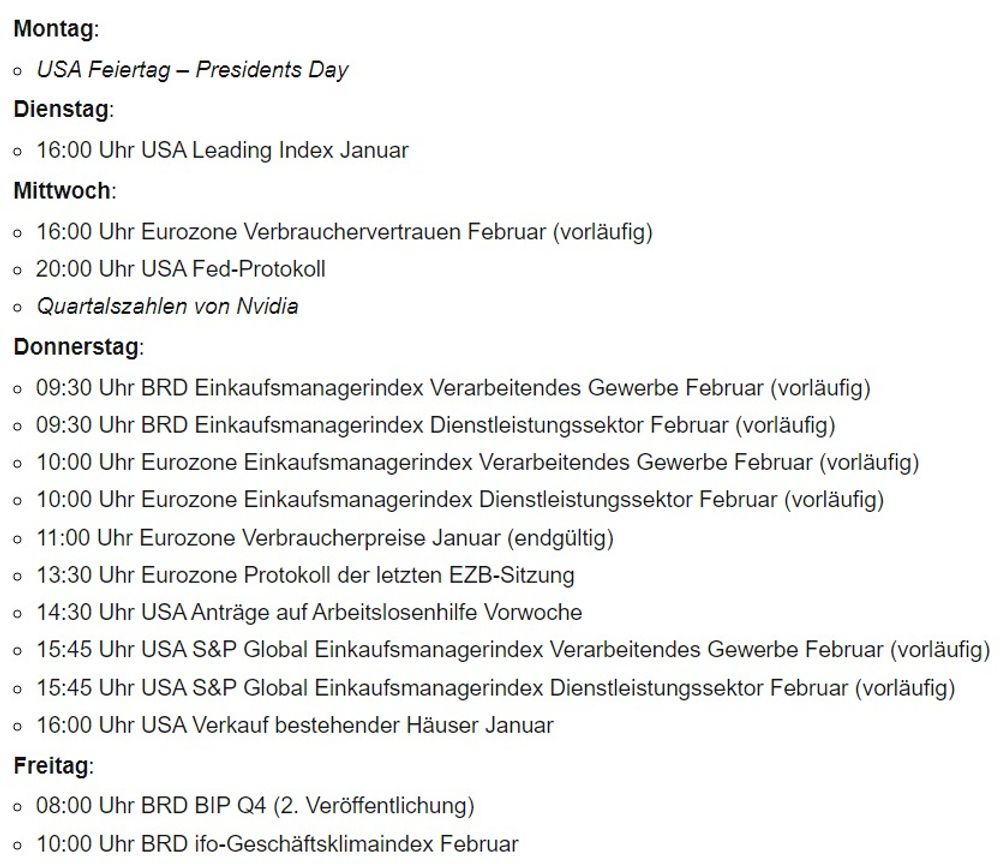 Montag:
USA Feiertag – Presidents Day
Dienstag:
16:00 Uhr USA Leading Index Januar
Mittwoch:
16:00 Uhr Eurozone Verbrauchervertrauen Februar (vorläufig)
20:00 Uhr USA Fed-Protokoll
Quartalszahlen von Nvidia
Donnerstag:
09:30 Uhr BRD Einkaufsmanagerindex Verarbeitendes Gewerbe Februar (vorläufig)
09:30 Uhr BRD Einkaufsmanagerindex Dienstleistungssektor Februar (vorläufig)
10:00 Uhr Eurozone Einkaufsmanagerindex Verarbeitendes Gewerbe Februar (vorläufig)
10:00 Uhr Eurozone Einkaufsmanagerindex Dienstleistungssektor Februar (vorläufig)
11:00 Uhr Eurozone Verbraucherpreise Januar (endgültig)
13:30 Uhr Eurozone Protokoll der letzten EZB-Sitzung
14:30 Uhr USA Anträge auf Arbeitslosenhilfe Vorwoche
15:45 Uhr USA S&P Global Einkaufsmanagerindex Verarbeitendes Gewerbe Februar (vorläufig)
15:45 Uhr USA S&P Global Einkaufsmanagerindex Dienstleistungssektor Februar (vorläufig)
16:00 Uhr USA Verkauf bestehender Häuser Januar
Freitag:
08:00 Uhr BRD BIP Q4 (2. Veröffentlichung)
10:00 Uhr BRD ifo-Geschäftsklimaindex Februar